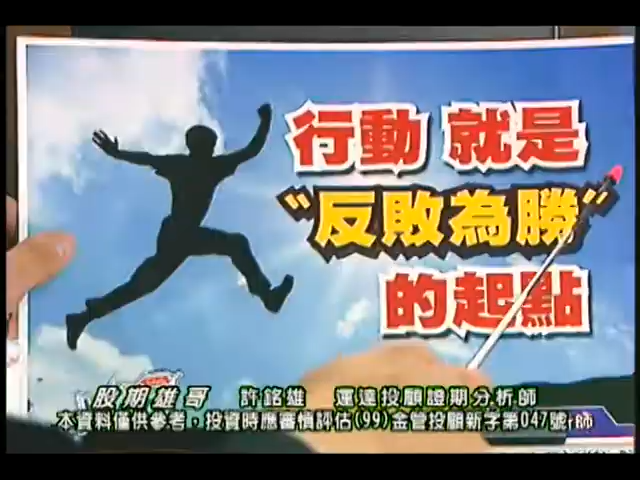 行動 就是
“反敗為勝”
的起點
股期雄哥 許銘雄 運達投顧證期分析師
本資料僅供參考，投資時應審慎評估(99)金管投顧新字第047號
師